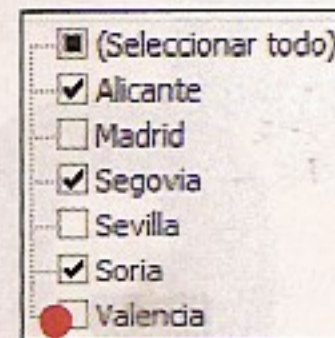 (Seleccionar todo)
Alicante
Madrid
Segovia
Sevilla
Soria
Valencia